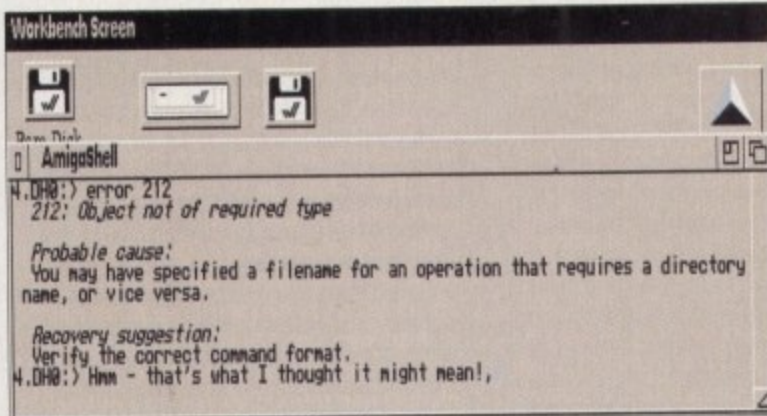 Workbench Screen
Ram Disk
AmigaShell
4.DH0:> error 212
212: Object not of required type
Probable cause:
You may have specified a filename for an operation that requires a directory
name, or vice versa.
Recovery suggestion:
Verify the correct command format.
4.DH0:> Hmm - that's what I thought it might mean!,